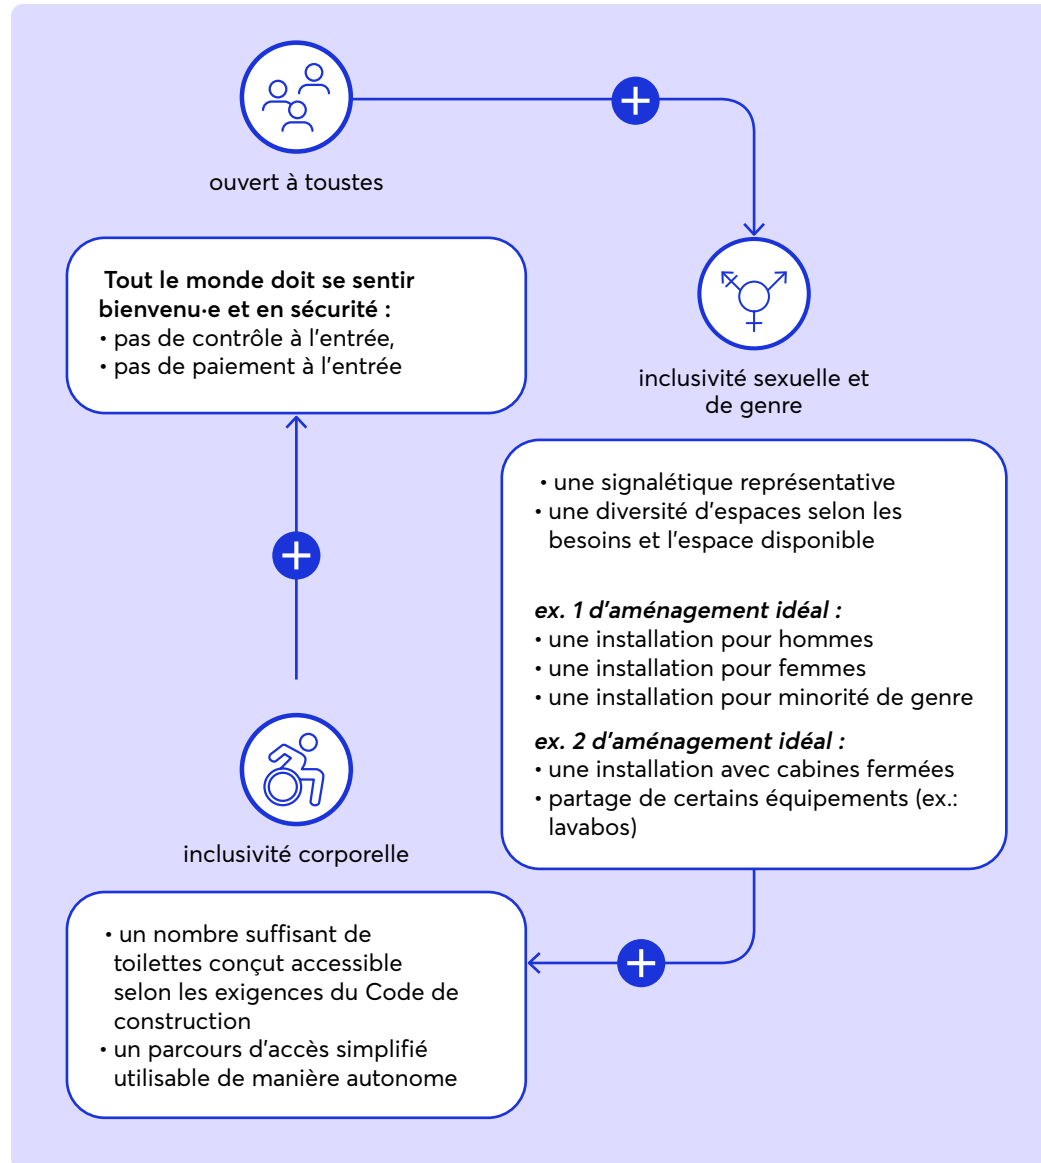 ouvert à toustes
Tout le monde doit se sentir
bienvenu·e et en sécurité :
• pas de contrôle à l’entrée,
• pas de paiement à l’entrée
inclusivité sexuelle et
de genre
• une signalétique représentative
• une diversité d’espaces selon les
besoins et l’espace disponible
ex. 1 d’aménagement idéal :
• une installation pour hommes
• une installation pour femmes
• une installation pour minorité de genre
ex. 2 d’aménagement idéal :
• une installation avec cabines fermées
• partage de certains équipements (ex.:
lavabos)
inclusivité corporelle
• un nombre suffisant de
toilettes conçut accessible
selon les exigences du Code de
construction
• un parcours d’accès simplifié
utilisable de manière autonome